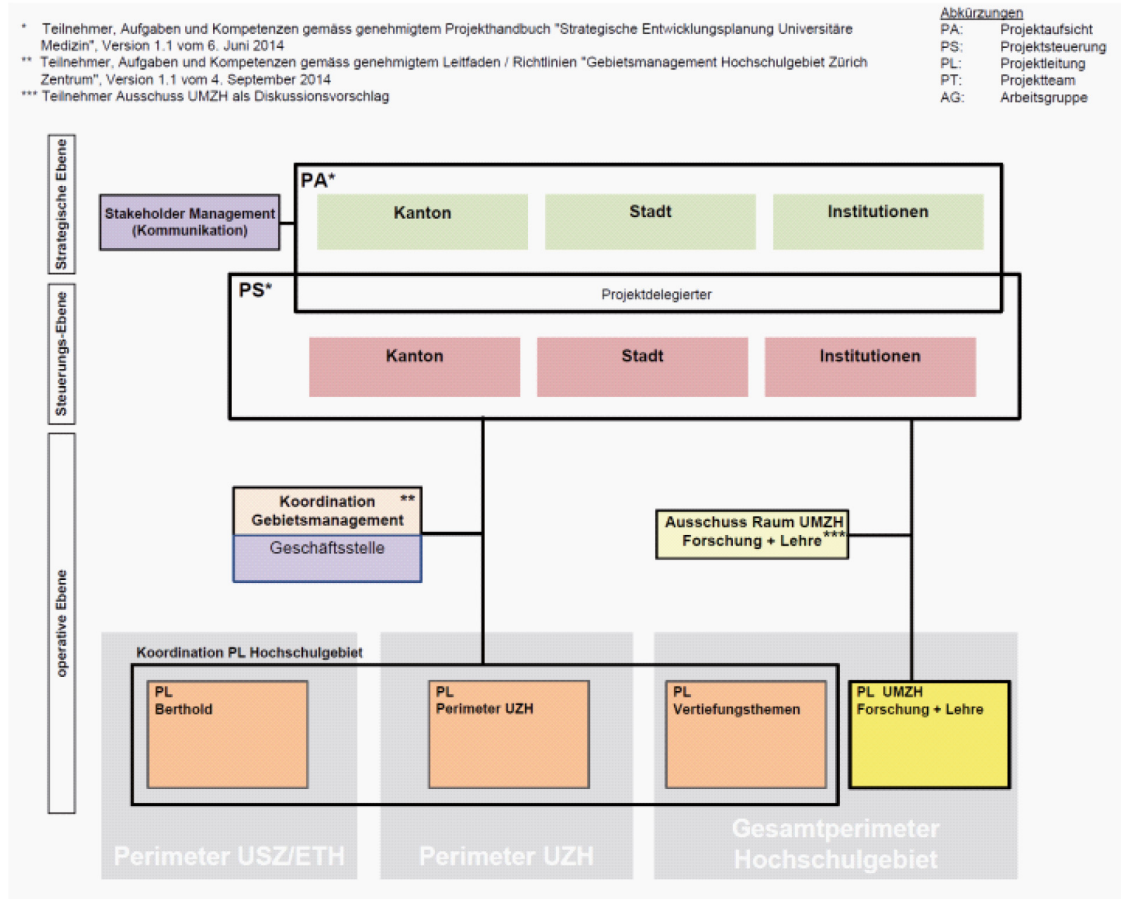 * Teilnehmer, Aufgaben und Kompetenzen gemäss genehmigtem Projekthandbuch "Strategische Entwicklungsplanung Universitäre
Medizin", Version 1.1 vom 6. Juni 2014
** Teilnehmer, Aufgaben und Kompetenzen gemäss genehmigtem Leitfaden / Richtlinien "Gebietsmanagement Hochschulgebiet Zürich
Zentrum", Version 1.1 vom 4. September 2014
*** Teilnehmer Ausschuss UMZH als Diskussionsvorschlag
Abkürzungen
PA: Projektaufsicht
PS: Projektsteuerung
PL: Projektleitung
PT: Projektteam
AG: Arbeitsgruppe
Strategische Ebene
Stakeholder Management
(Kommunikation)
PA*
Kanton
Stadt
Institutionen
Steuerungs-Ebene
PS*
Projektdelegierter
Kanton
Stadt
Institutionen
operative Ebene
Koordination **
Gebietsmanagement
Geschäftsstelle
Ausschuss Raum UMZH
Forschung + Lehre***
Koordination PL Hochschulgebiet
PL
Berthold
PL
Perimeter UZH
PL
Vertiefungsthemen
PL UMZH
Forschung + Lehre
Perimeter USZ/ETH
Perimeter UZH
Gesamtperimeter
Hochschulgebiet